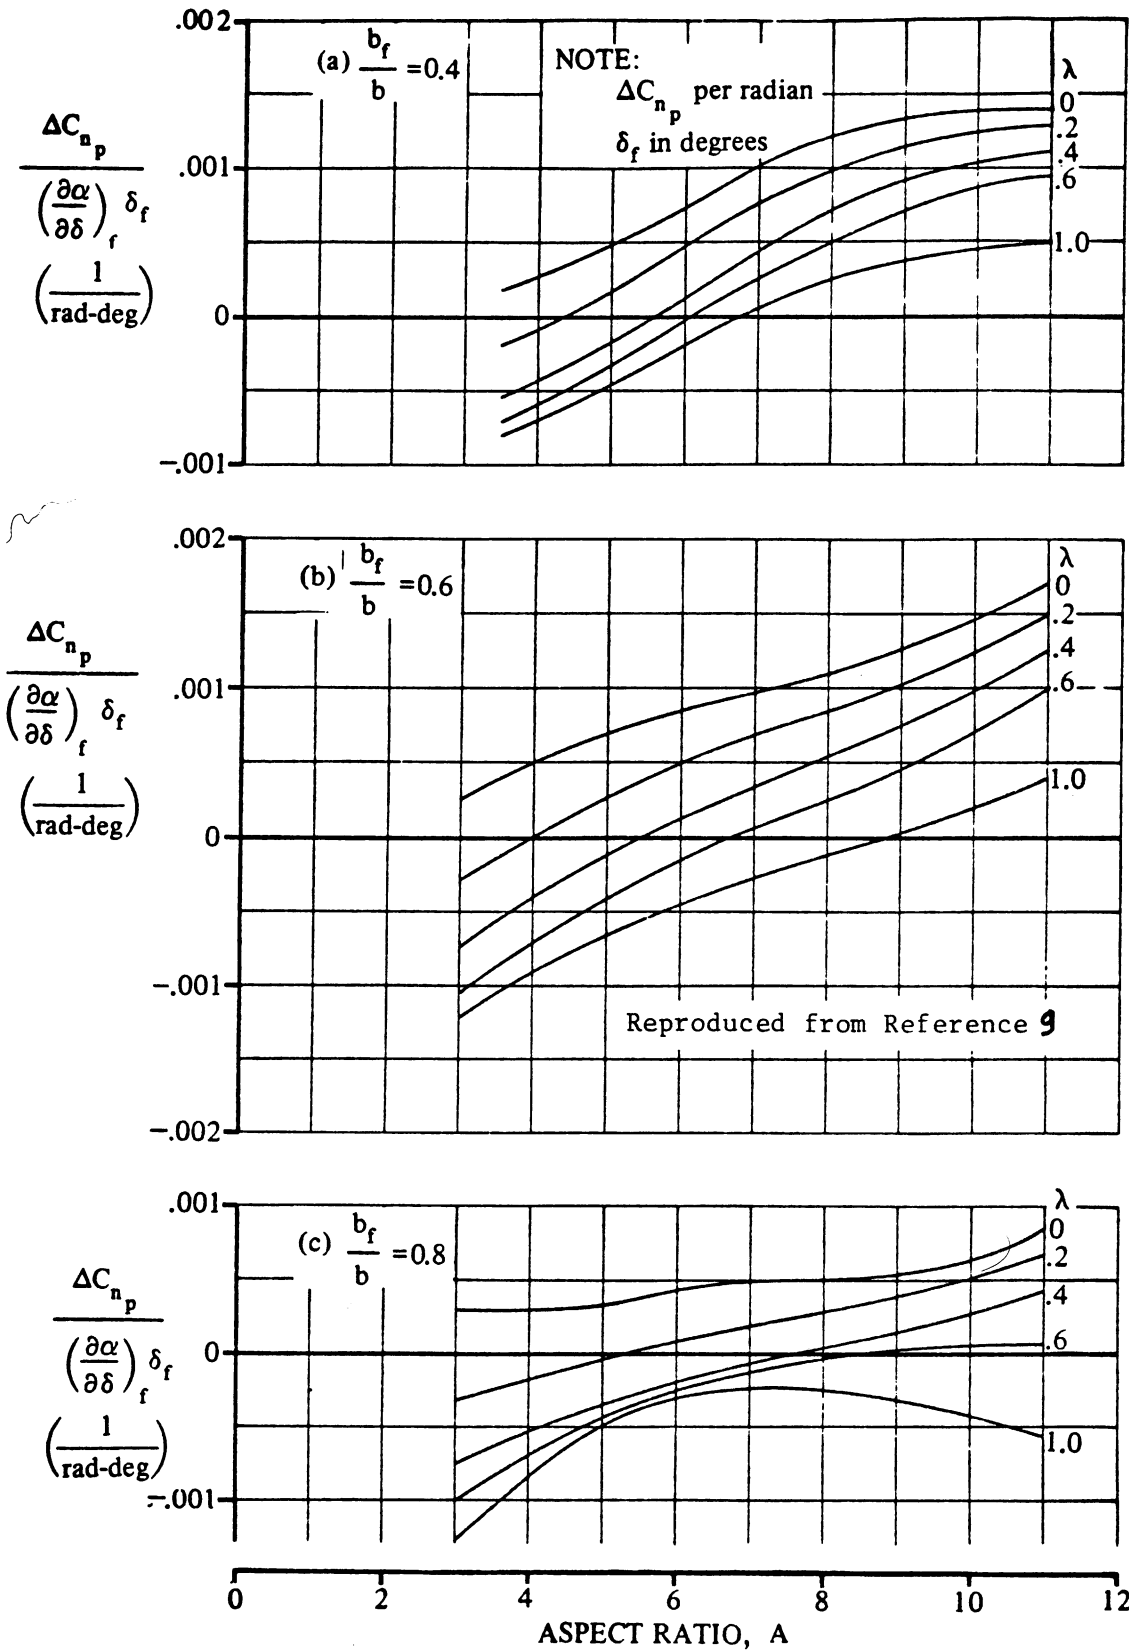 .002
(a) b_f/b = 0.4
NOTE:
ΔC_n_p per radian
δ_f in degrees
λ
0
.2
.4
.6
1.0
ΔC_n_p
(∂α/∂δ)_f δ_f
(1/rad-deg)
.001
0
−.001
.002
(b) b_f/b = 0.6
λ
0
.2
.4
.6
1.0
ΔC_n_p
(∂α/∂δ)_f δ_f
(1/rad-deg)
.001
0
−.001
Reproduced from Reference 9
−.002
.001
(c) b_f/b = 0.8
λ
0
.2
.4
.6
1.0
ΔC_n_p
(∂α/∂δ)_f δ_f
(1/rad-deg)
0
−.001
0 2 4 6 8 10 12
ASPECT RATIO, A